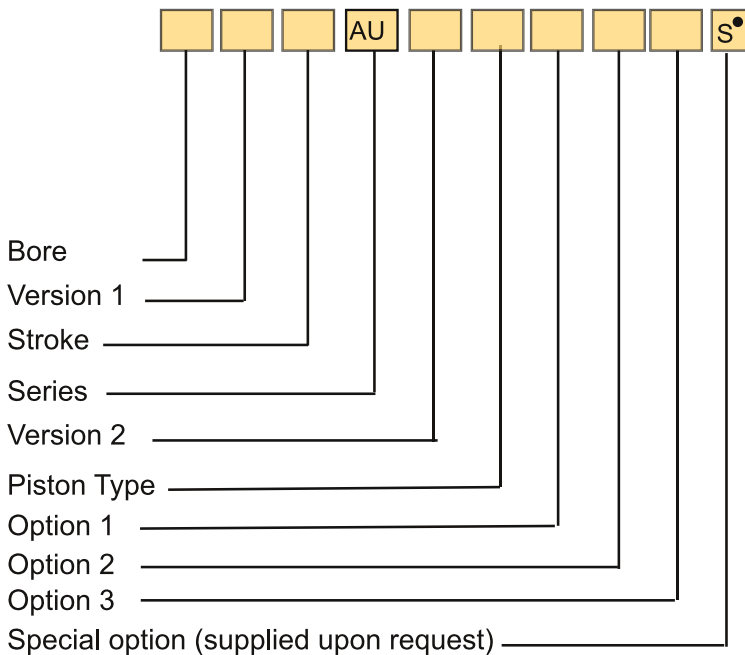 AU S●
Bore
Version 1
Stroke
Series
Version 2
Piston Type
Option 1
Option 2
Option 3
Special option (supplied upon request)